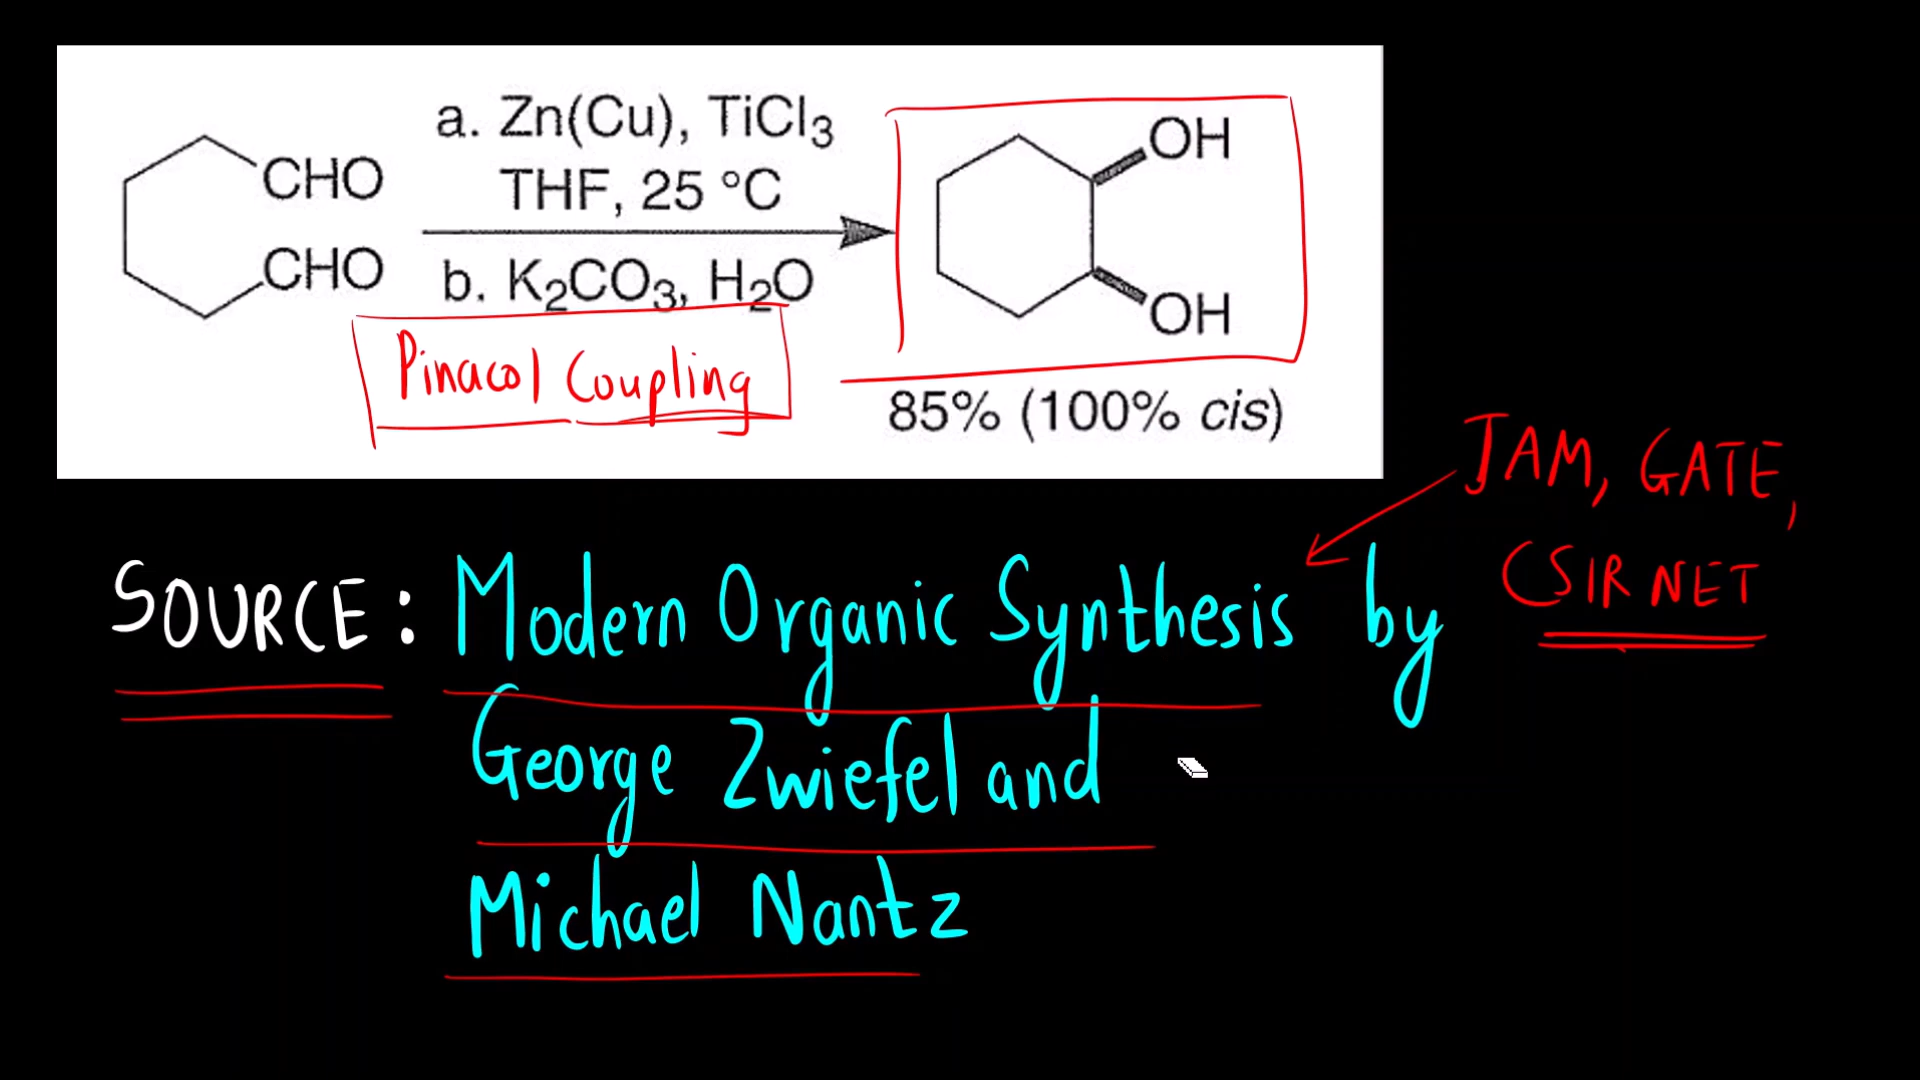 CHO
CHO
a. Zn(Cu), TiCl3
THF, 25 °C
b. K2CO3, H2O
OH
OH
Pinacol Coupling
85% (100% cis)
JAM, GATE,
CSIR NET
SOURCE: Modern Organic Synthesis by
George Zwiefel and
Michael Nantz